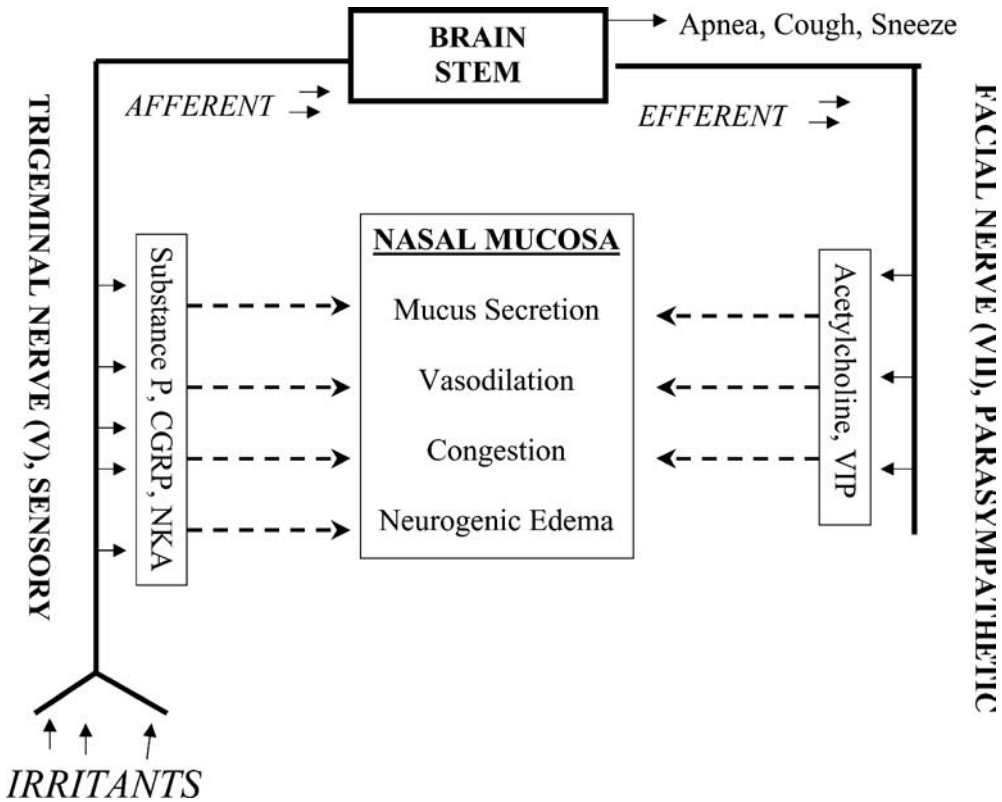 BRAIN
STEM
Apnea, Cough, Sneeze
AFFERENT
EFFERENT
TRIGEMINAL NERVE (V), SENSORY
Substance P, CGRP, NKA
NASAL MUCOSA
Mucus Secretion
Vasodilation
Congestion
Neurogenic Edema
Acetylcholine, VIP
FACIAL NERVE (VII), PARASYMPATHETIC
IRRITANTS